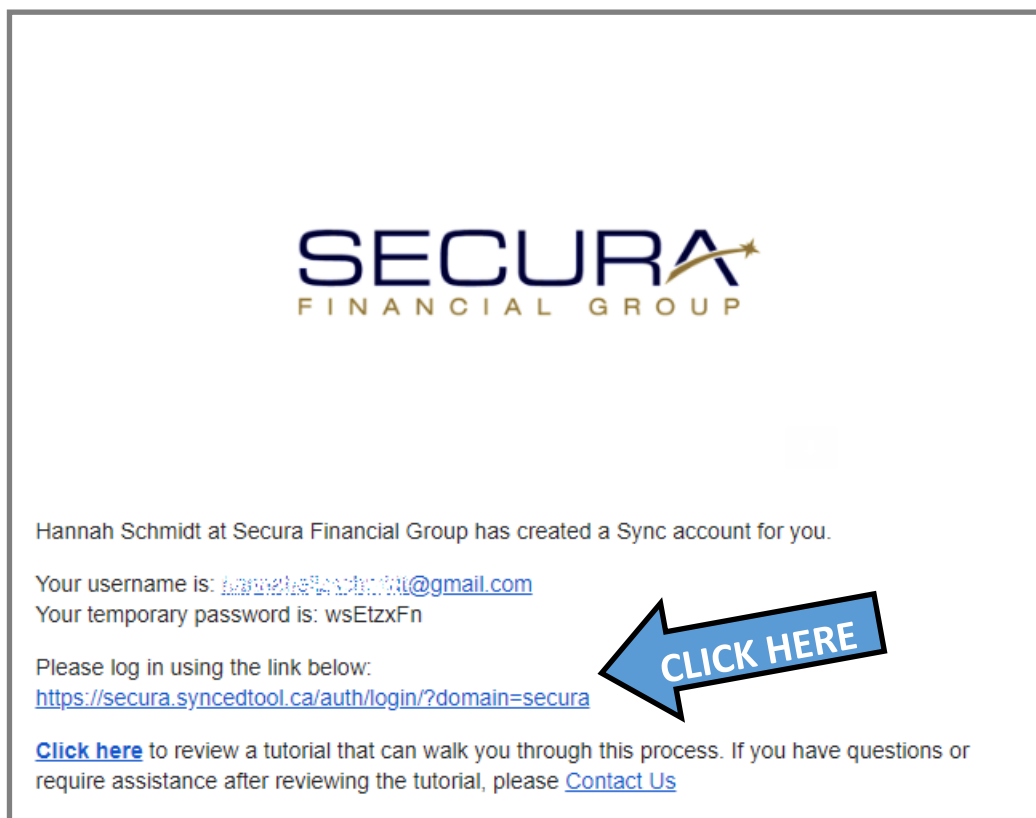 SECURA
FINANCIAL GROUP
Hannah Schmidt at Secura Financial Group has created a Sync account for you.
Your username is: @gmail.com
Your temporary password is: wsEtzxFn
CLICK HERE
Please log in using the link below:
https://secura.syncedtool.ca/auth/login/?domain=secura
Click here to review a tutorial that can walk you through this process. If you have questions or
require assistance after reviewing the tutorial, please Contact Us